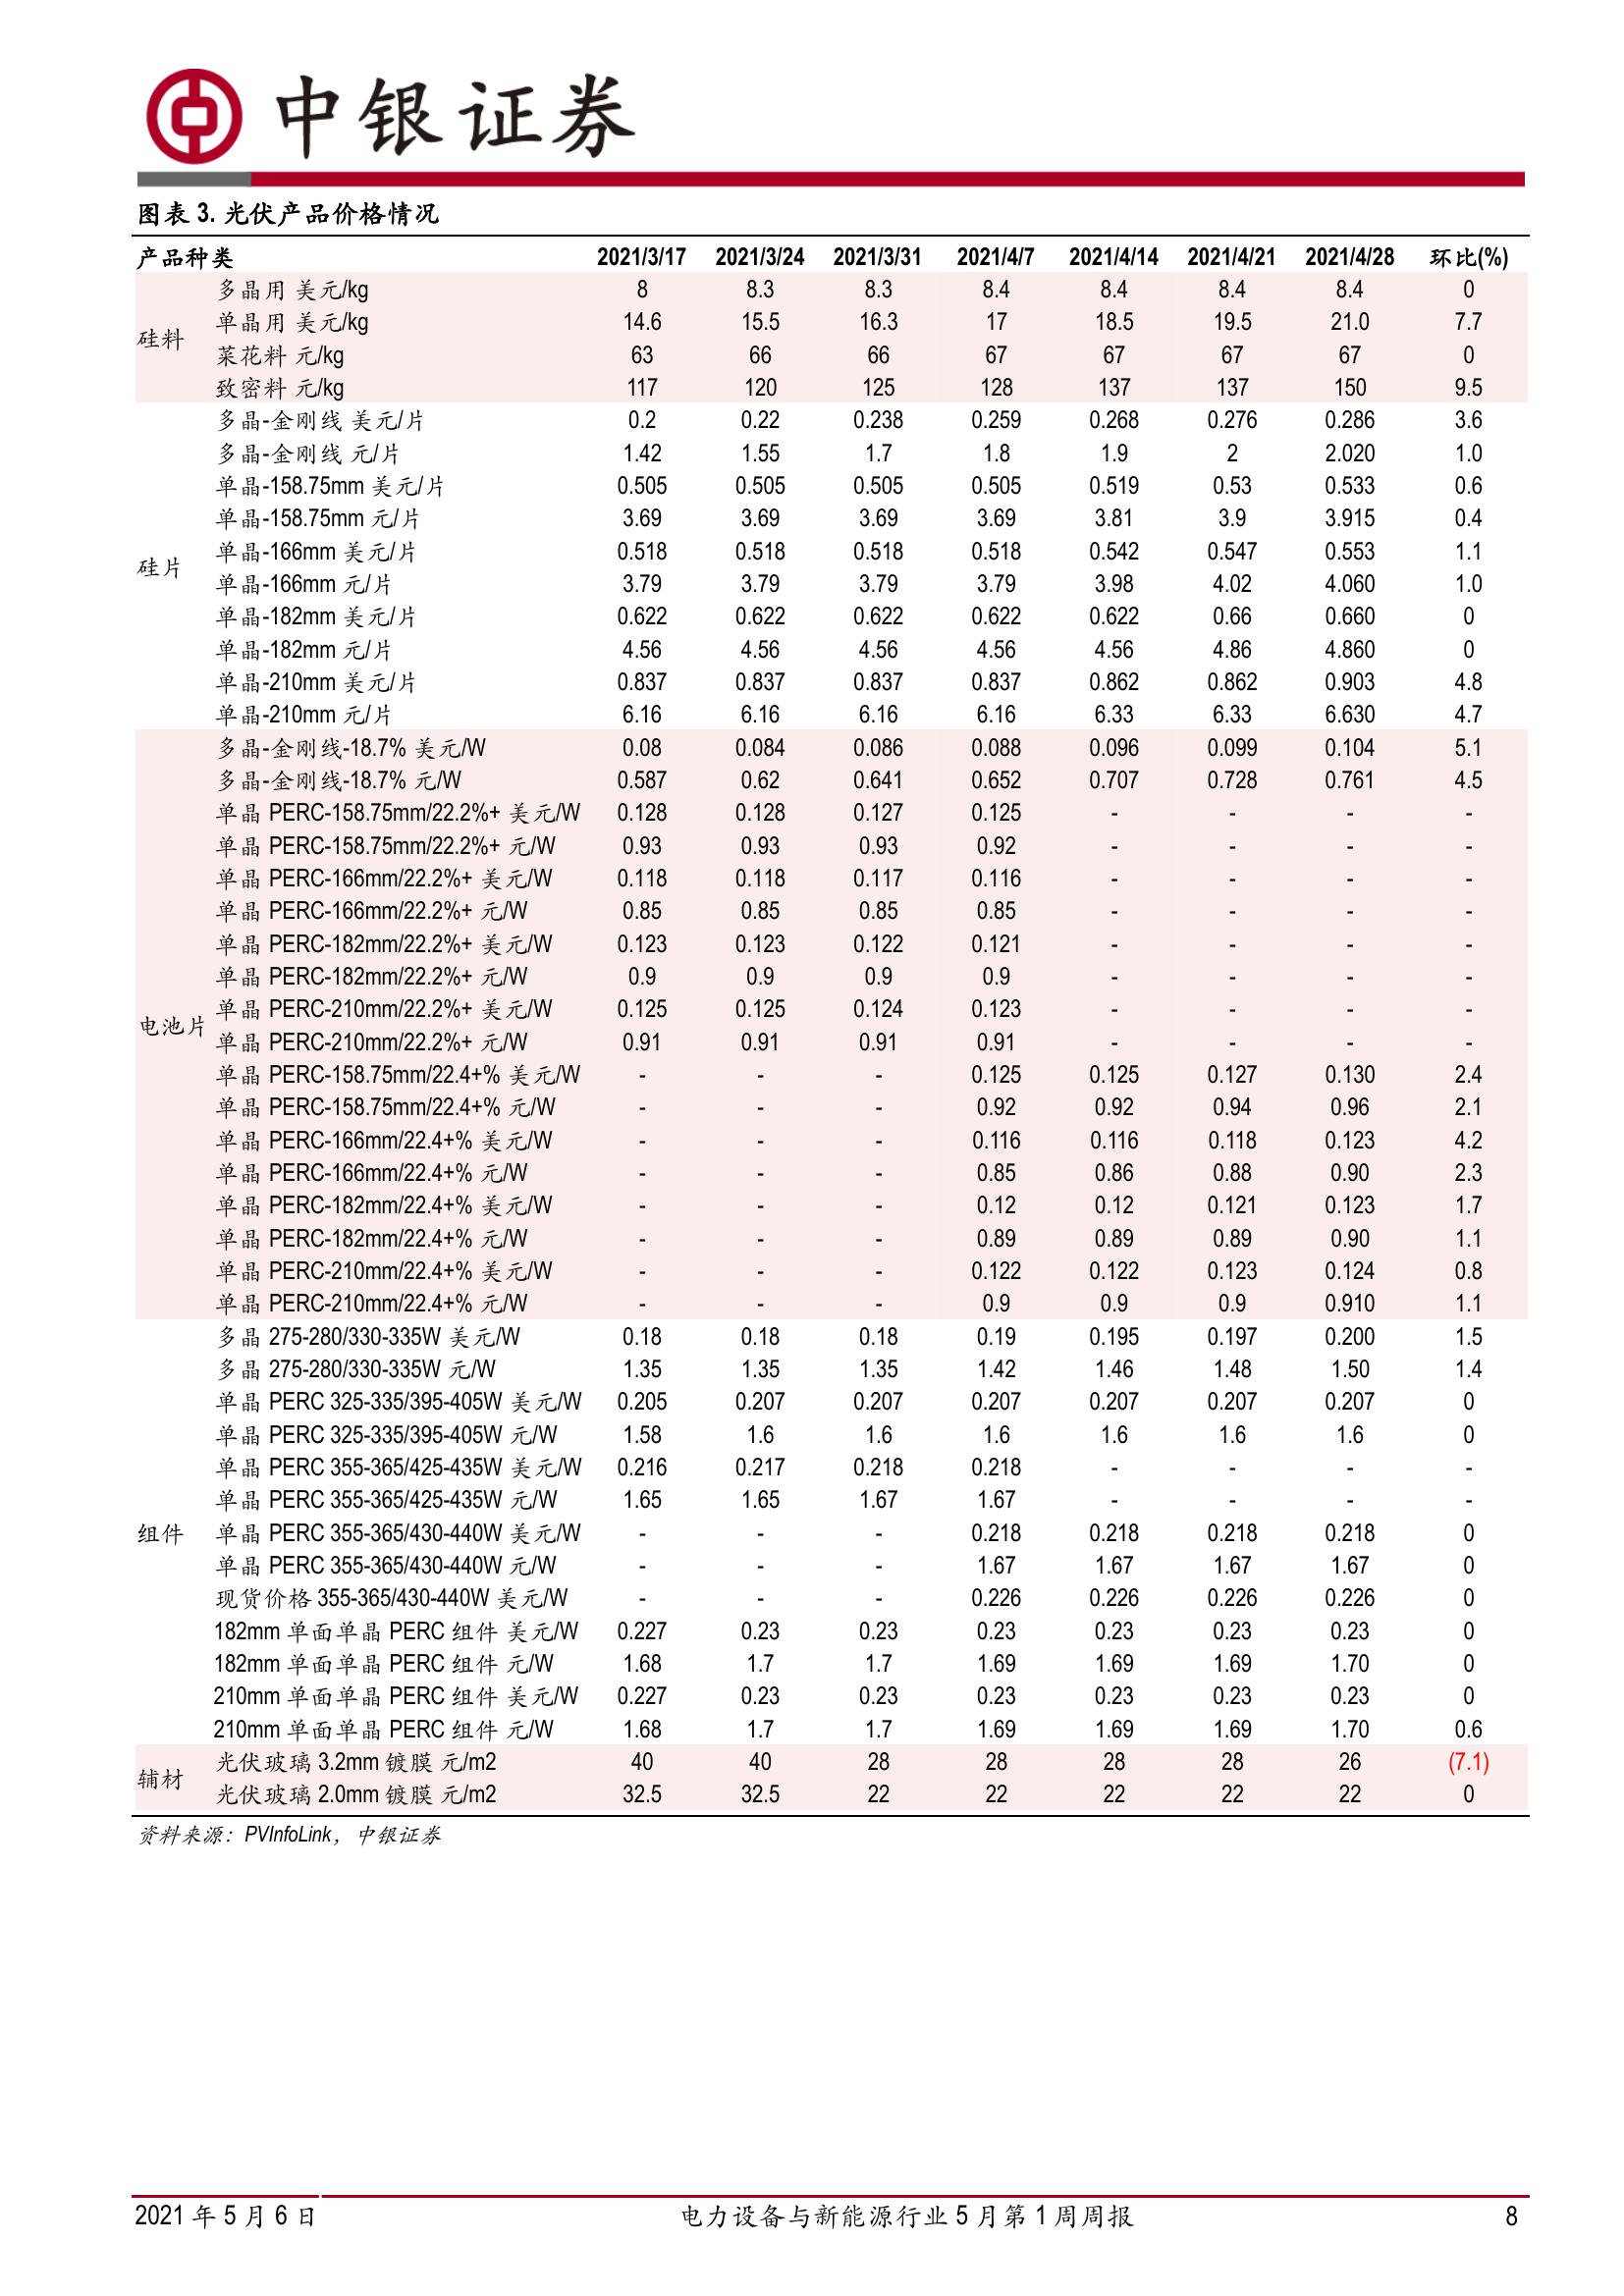 中银证券
图表 3. 光伏产品价格情况
产品种类 2021/3/17 2021/3/24 2021/3/31 2021/4/7 2021/4/14 2021/4/21 2021/4/28 环比(%)
硅料
多晶用 美元/kg 8 8.3 8.3 8.4 8.4 8.4 8.4 0
单晶用 美元/kg 14.6 15.5 16.3 17 18.5 19.5 21.0 7.7
菜花料 元/kg 63 66 66 67 67 67 67 0
致密料 元/kg 117 120 125 128 137 137 150 9.5
硅片
多晶-金刚线 美元/片 0.2 0.22 0.238 0.259 0.268 0.276 0.286 3.6
多晶-金刚线 元/片 1.42 1.55 1.7 1.8 1.9 2 2.020 1.0
单晶-158.75mm 美元/片 0.505 0.505 0.505 0.505 0.519 0.53 0.533 0.6
单晶-158.75mm 元/片 3.69 3.69 3.69 3.69 3.81 3.9 3.915 0.4
单晶-166mm 美元/片 0.518 0.518 0.518 0.518 0.542 0.547 0.553 1.1
单晶-166mm 元/片 3.79 3.79 3.79 3.79 3.98 4.02 4.060 1.0
单晶-182mm 美元/片 0.622 0.622 0.622 0.622 0.622 0.66 0.660 0
单晶-182mm 元/片 4.56 4.56 4.56 4.56 4.56 4.86 4.860 0
单晶-210mm 美元/片 0.837 0.837 0.837 0.837 0.862 0.862 0.903 4.8
单晶-210mm 元/片 6.16 6.16 6.16 6.16 6.33 6.33 6.630 4.7
电池片
多晶-金刚线-18.7% 美元/W 0.08 0.084 0.086 0.088 0.096 0.099 0.104 5.1
多晶-金刚线-18.7% 元/W 0.587 0.62 0.641 0.652 0.707 0.728 0.761 4.5
单晶 PERC-158.75mm/22.2%+ 美元/W 0.128 0.128 0.127 0.125 - - - -
单晶 PERC-158.75mm/22.2%+ 元/W 0.93 0.93 0.93 0.92 - - - -
单晶 PERC-166mm/22.2%+ 美元/W 0.118 0.118 0.117 0.116 - - - -
单晶 PERC-166mm/22.2%+ 元/W 0.85 0.85 0.85 0.85 - - - -
单晶 PERC-182mm/22.2%+ 美元/W 0.123 0.123 0.122 0.121 - - - -
单晶 PERC-182mm/22.2%+ 元/W 0.9 0.9 0.9 0.9 - - - -
单晶 PERC-210mm/22.2%+ 美元/W 0.125 0.125 0.124 0.123 - - - -
单晶 PERC-210mm/22.2%+ 元/W 0.91 0.91 0.91 0.91 - - - -
单晶 PERC-158.75mm/22.4+% 美元/W - - - 0.125 0.125 0.127 0.130 2.4
单晶 PERC-158.75mm/22.4+% 元/W - - - 0.92 0.92 0.94 0.96 2.1
单晶 PERC-166mm/22.4+% 美元/W - - - 0.116 0.116 0.118 0.123 4.2
单晶 PERC-166mm/22.4+% 元/W - - - 0.85 0.86 0.88 0.90 2.3
单晶 PERC-182mm/22.4+% 美元/W - - - 0.12 0.12 0.121 0.123 1.7
单晶 PERC-182mm/22.4+% 元/W - - - 0.89 0.89 0.89 0.90 1.1
单晶 PERC-210mm/22.4+% 美元/W - - - 0.122 0.122 0.123 0.124 0.8
单晶 PERC-210mm/22.4+% 元/W - - - 0.9 0.9 0.9 0.910 1.1
组件
多晶 275-280/330-335W 美元/W 0.18 0.18 0.18 0.19 0.195 0.197 0.200 1.5
多晶 275-280/330-335W 元/W 1.35 1.35 1.35 1.42 1.46 1.48 1.50 1.4
单晶 PERC 325-335/395-405W 美元/W 0.205 0.207 0.207 0.207 0.207 0.207 0.207 0
单晶 PERC 325-335/395-405W 元/W 1.58 1.6 1.6 1.6 1.6 1.6 1.6 0
单晶 PERC 355-365/425-435W 美元/W 0.216 0.217 0.218 0.218 - - - -
单晶 PERC 355-365/425-435W 元/W 1.65 1.65 1.67 1.67 - - - -
单晶 PERC 355-365/430-440W 美元/W - - - 0.218 0.218 0.218 0.218 0
单晶 PERC 355-365/430-440W 元/W - - - 1.67 1.67 1.67 1.67 0
现货价格 355-365/430-440W 美元/W - - - 0.226 0.226 0.226 0.226 0
182mm 单面单晶 PERC 组件 美元/W 0.227 0.23 0.23 0.23 0.23 0.23 0.23 0
182mm 单面单晶 PERC 组件 元/W 1.68 1.7 1.7 1.69 1.69 1.69 1.70 0
210mm 单面单晶 PERC 组件 美元/W 0.227 0.23 0.23 0.23 0.23 0.23 0.23 0
210mm 单面单晶 PERC 组件 元/W 1.68 1.7 1.7 1.69 1.69 1.69 1.70 0.6
辅材
光伏玻璃 3.2mm 镀膜 元/m2 40 40 28 28 28 28 26 (7.1)
光伏玻璃 2.0mm 镀膜 元/m2 32.5 32.5 22 22 22 22 22 0
资料来源：PVInfoLink，中银证券
2021 年 5 月 6 日 电力设备与新能源行业 5 月第 1 周周报 8